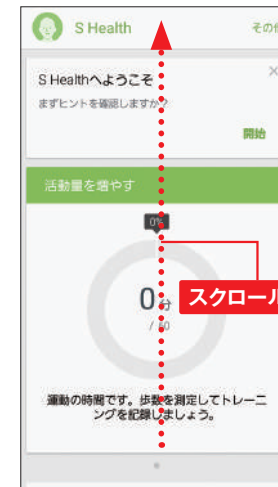 S Health
その他
S Healthへようこそ
まずヒントを確認しますか？
開始
活動量を増やす
0%
0分
スクロール
/ 60
運動の時間です。歩数を測定してトレーニ
ングを記録しましょう。